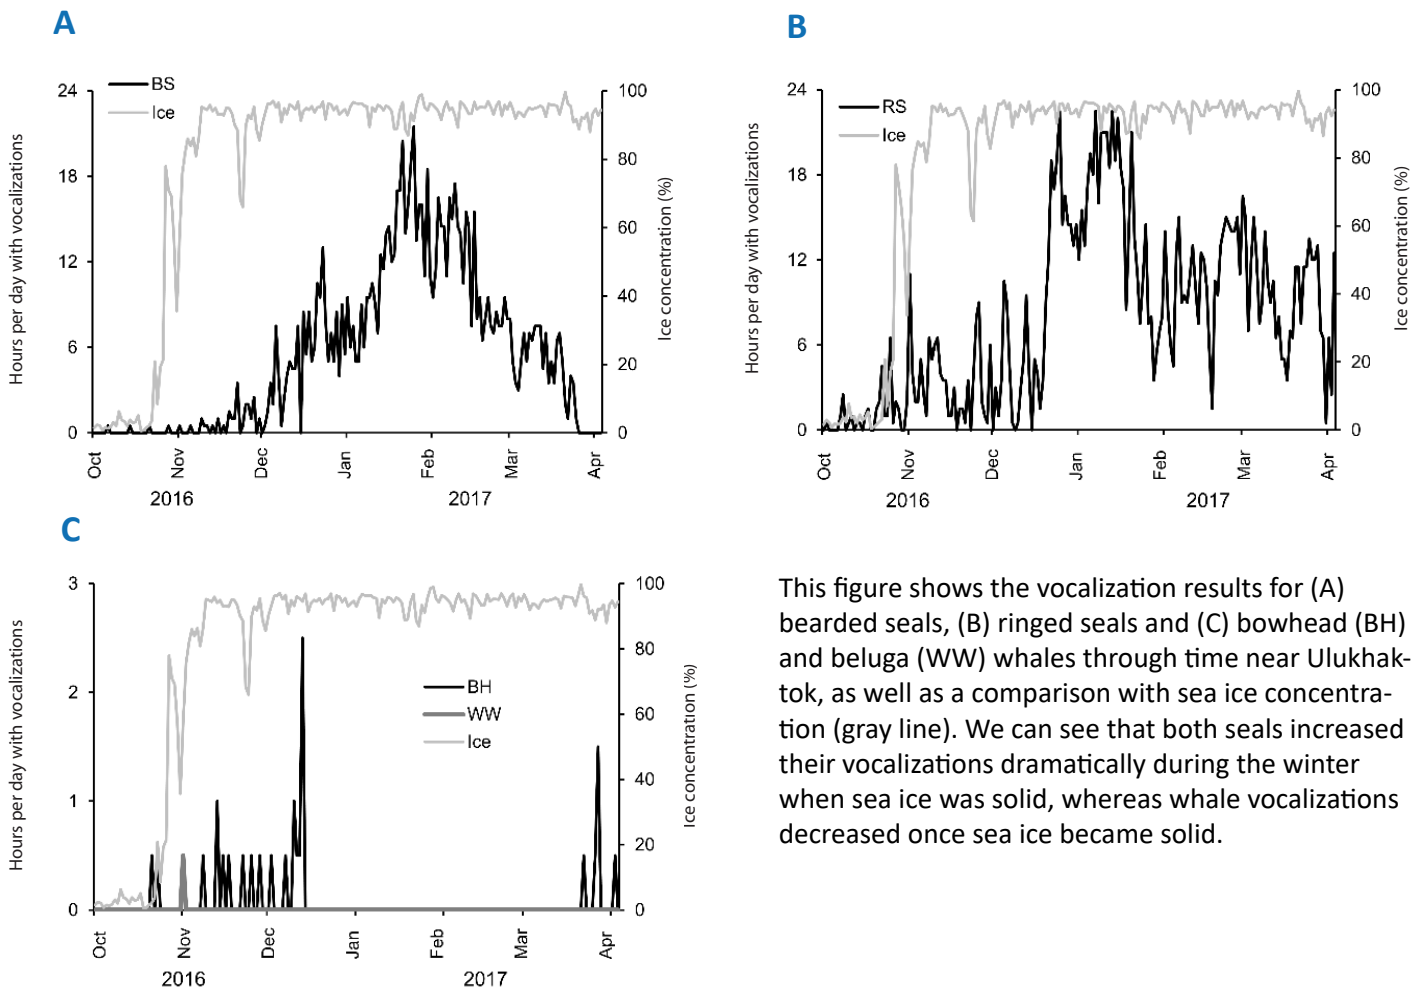 A
BS
Ice
24
18
12
6
0
100
80
60
40
20
0
Hours per day with vocalizations
Ice concentration (%)
Oct
Nov
Dec
Jan
Feb
Mar
Apr
2016
2017
B
RS
Ice
24
18
12
6
0
100
80
60
40
20
0
Hours per day with vocalizations
Ice concentration (%)
Oct
Nov
Dec
Jan
Feb
Mar
Apr
2016
2017
C
BH
WW
Ice
3
2
1
0
100
80
60
40
20
0
Hours per day with vocalizations
Ice concentration (%)
Oct
Nov
Dec
Jan
Feb
Mar
Apr
2016
2017
This figure shows the vocalization results for (A)
bearded seals, (B) ringed seals and (C) bowhead (BH)
and beluga (WW) whales through time near Ulukhak-
tok, as well as a comparison with sea ice concentra-
tion (gray line). We can see that both seals increased
their vocalizations dramatically during the winter
when sea ice was solid, whereas whale vocalizations
decreased once sea ice became solid.